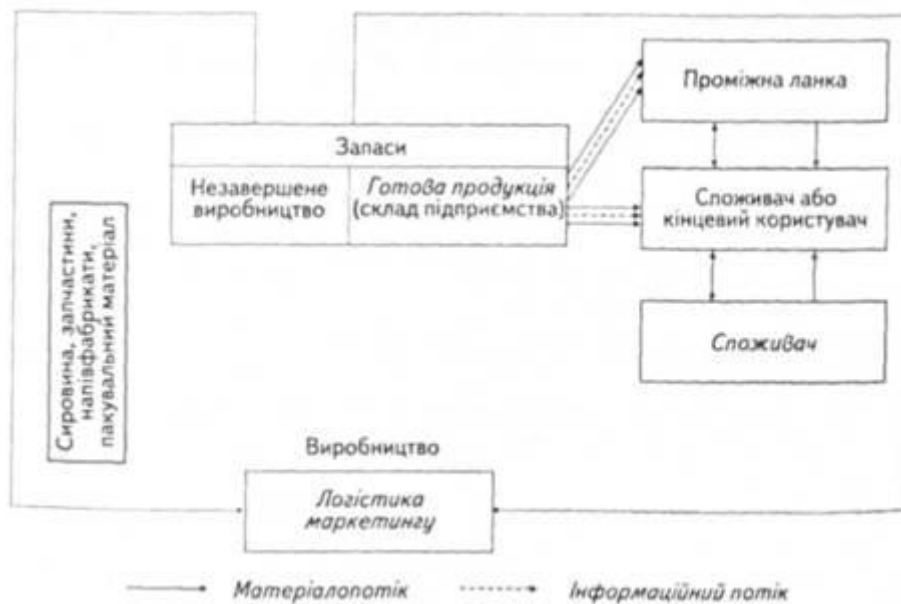 Проміжна ланка
Запаси
Незавершене
виробництво
Готова продукція
(склад підприємства)
Споживач або
кінцевий користувач
Споживач
Сировина, запчастини,
напівфабрикати,
пакувальний матеріал
Виробництво
Логістика
маркетингу
Матеріалопотік
Інформаційний потік